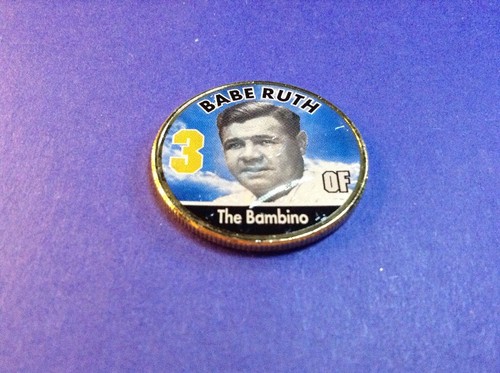 BABE RUTH
3
OF
The Bambino